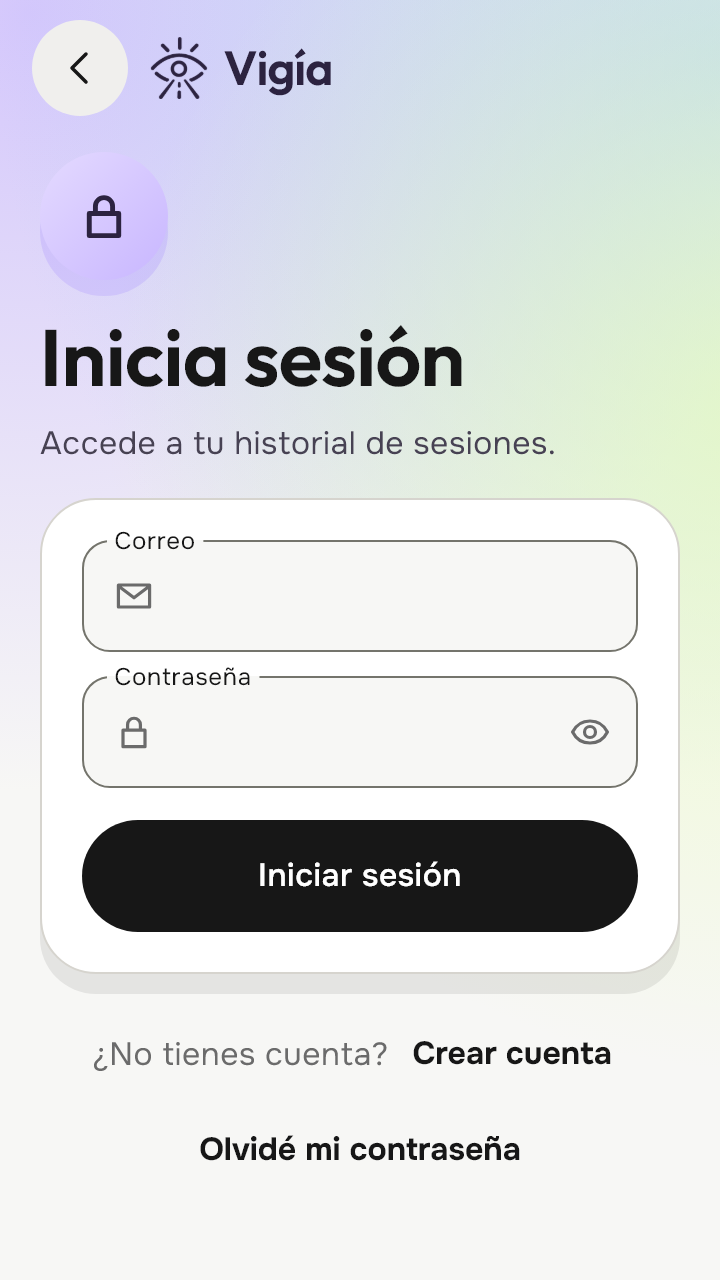 Vigía
Inicia sesión
Accede a tu historial de sesiones.
Correo
Contraseña
Iniciar sesión
¿No tienes cuenta? Crear cuenta
Olvidé mi contraseña